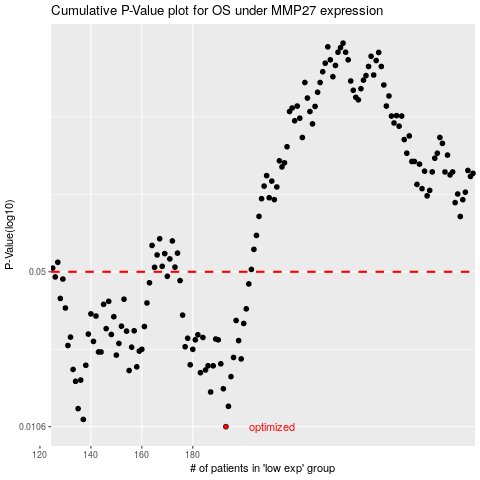 Cumulative P-Value plot for OS under MMP27 expression
P-Value(log10)
0.05
0.0106
optimized
120 140 160 180
# of patients in 'low exp' group